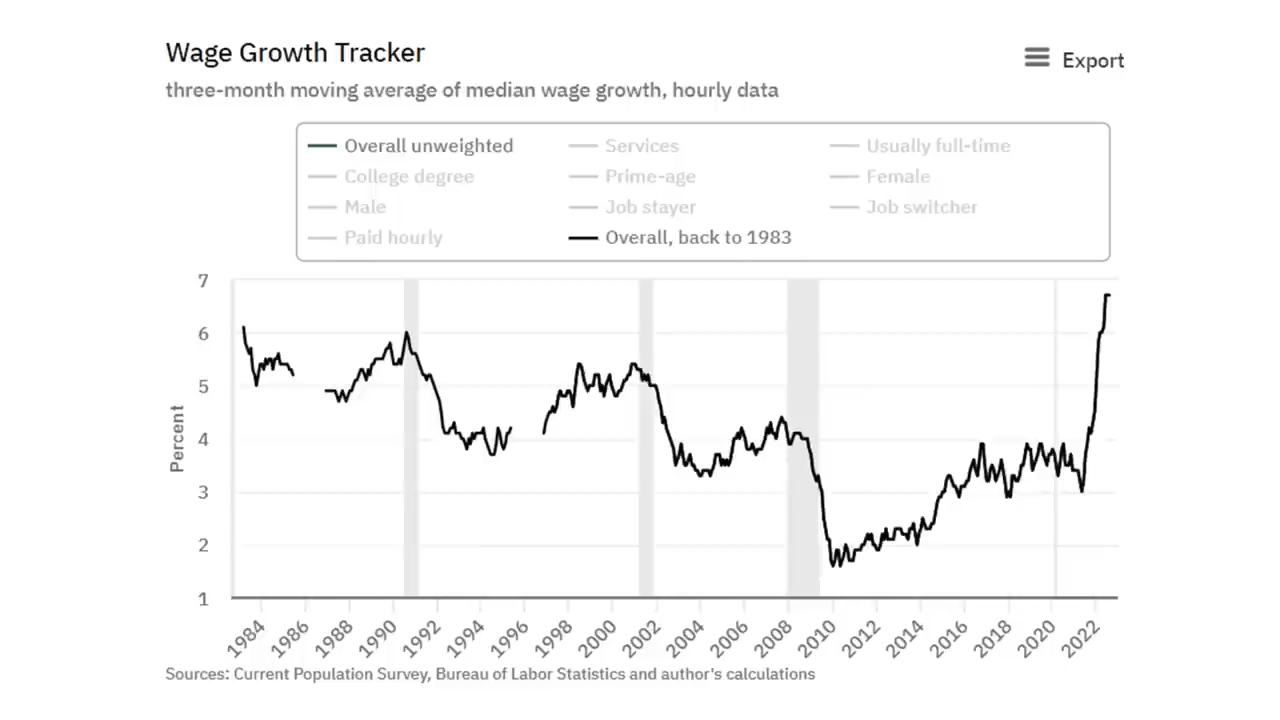 Wage Growth Tracker
Export
three-month moving average of median wage growth, hourly data
Overall unweighted Services Usually full-time
College degree Prime-age Female
Male Job stayer Job switcher
Paid hourly Overall, back to 1983
7
6
5
4
3
2
1
Percent
1984 1986 1988 1990 1992 1994 1996 1998 2000 2002 2004 2006 2008 2010 2012 2014 2016 2018 2020 2022
Sources: Current Population Survey, Bureau of Labor Statistics and author's calculations